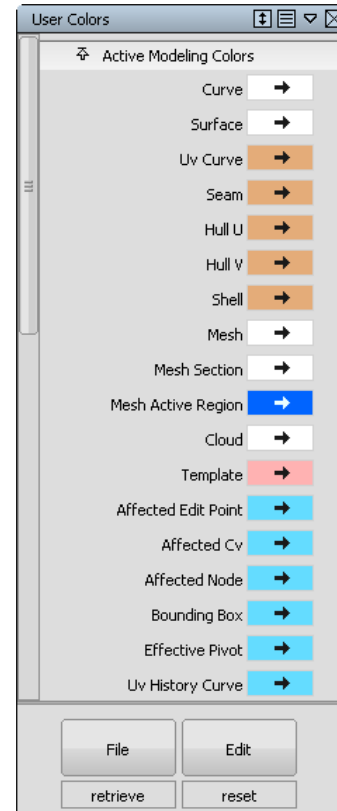 User Colors
Active Modeling Colors
Curve
Surface
Uv Curve
Seam
Hull U
Hull V
Shell
Mesh
Mesh Section
Mesh Active Region
Cloud
Template
Affected Edit Point
Affected Cv
Affected Node
Bounding Box
Effective Pivot
Uv History Curve
File Edit
retrieve reset